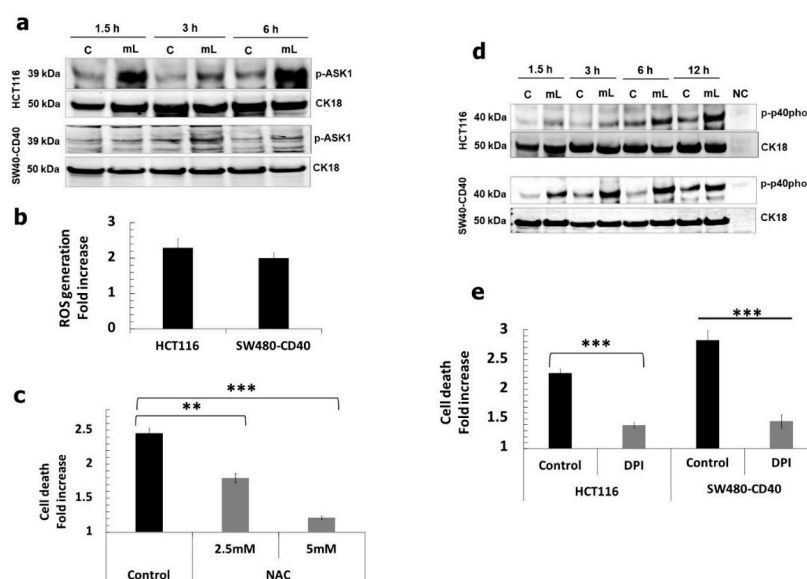 a
1.5 h 3 h 6 h
C mL C mL C mL
HCT116
39 kDa p-ASK1
50 kDa CK18
SW40-CD40
39 kDa p-ASK1
50 kDa CK18
b
ROS generation
Fold increase
3
2
1
0
HCT116 SW480-CD40
c
***
**
Cell death
Fold increase
2.5
2
1.5
1
2.5mM 5mM
Control NAC
d
1.5 h 3 h 6 h 12 h
C mL C mL C mL C mL NC
HCT116
40 kDa p-p40pho
50 kDa CK18
SW40-CD40
40 kDa p-p40pho
50 kDa CK18
e
Cell death
Fold increase
3
2.5
2
1.5
1
***
***
Control DPI Control DPI
HCT116 SW480-CD40